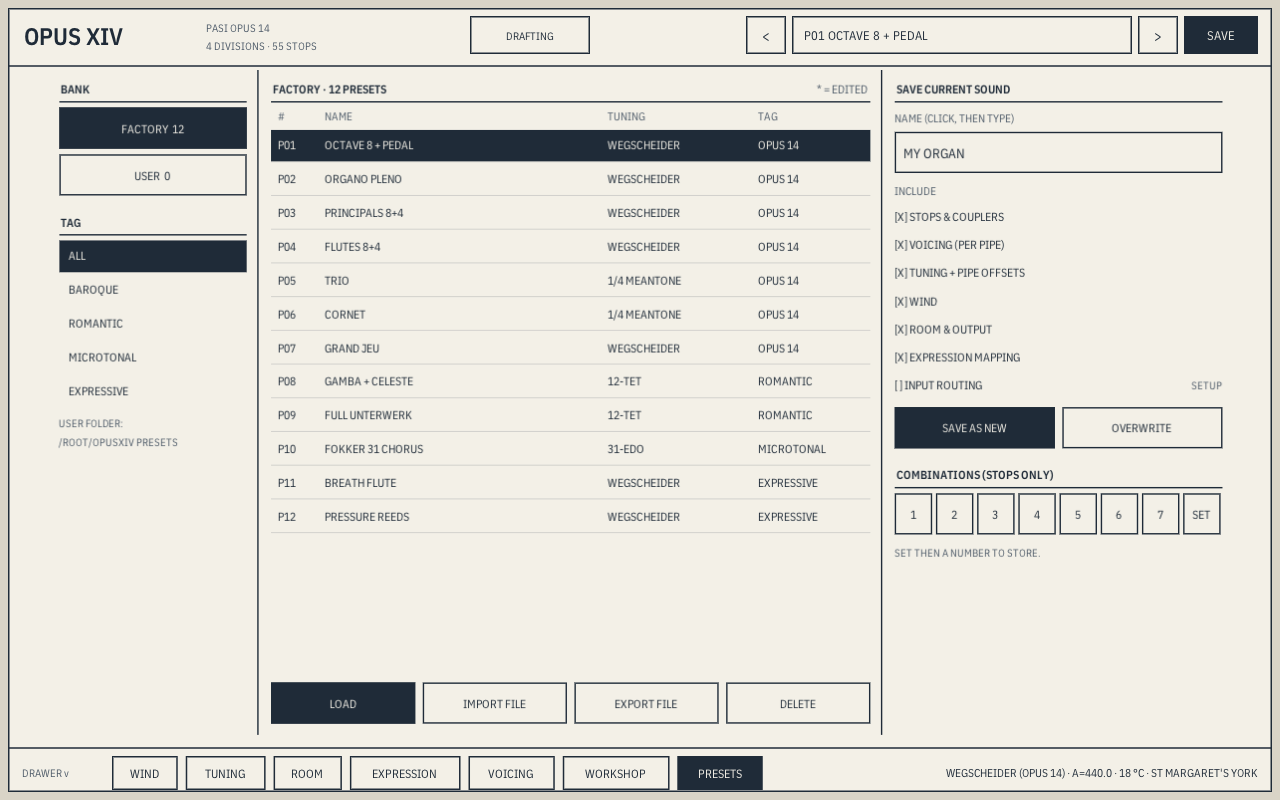 OPUS XIV
PASI OPUS 14
4 DIVISIONS · 55 STOPS
DRAFTING
<
P01 OCTAVE 8 + PEDAL
>
SAVE
BANK
FACTORY 12
USER 0
TAG
ALL
BAROQUE
ROMANTIC
MICROTONAL
EXPRESSIVE
USER FOLDER:
/ROOT/OPUSXIV PRESETS
FACTORY · 12 PRESETS
* = EDITED
# NAME TUNING TAG
P01 OCTAVE 8 + PEDAL WEGSCHEIDER OPUS 14
P02 ORGANO PLENO WEGSCHEIDER OPUS 14
P03 PRINCIPALS 8+4 WEGSCHEIDER OPUS 14
P04 FLUTES 8+4 WEGSCHEIDER OPUS 14
P05 TRIO 1/4 MEANTONE OPUS 14
P06 CORNET 1/4 MEANTONE OPUS 14
P07 GRAND JEU WEGSCHEIDER OPUS 14
P08 GAMBA + CELESTE 12-TET ROMANTIC
P09 FULL UNTERWERK 12-TET ROMANTIC
P10 FOKKER 31 CHORUS 31-EDO MICROTONAL
P11 BREATH FLUTE WEGSCHEIDER EXPRESSIVE
P12 PRESSURE REEDS WEGSCHEIDER EXPRESSIVE
LOAD
IMPORT FILE
EXPORT FILE
DELETE
SAVE CURRENT SOUND
NAME (CLICK, THEN TYPE)
MY ORGAN
INCLUDE
[X] STOPS & COUPLERS
[X] VOICING (PER PIPE)
[X] TUNING + PIPE OFFSETS
[X] WIND
[X] ROOM & OUTPUT
[X] EXPRESSION MAPPING
[ ] INPUT ROUTING SETUP
SAVE AS NEW
OVERWRITE
COMBINATIONS (STOPS ONLY)
1 2 3 4 5 6 7 SET
SET THEN A NUMBER TO STORE.
DRAWER v
WIND
TUNING
ROOM
EXPRESSION
VOICING
WORKSHOP
PRESETS
WEGSCHEIDER (OPUS 14) · A=440.0 · 18 °C · ST MARGARET'S YORK